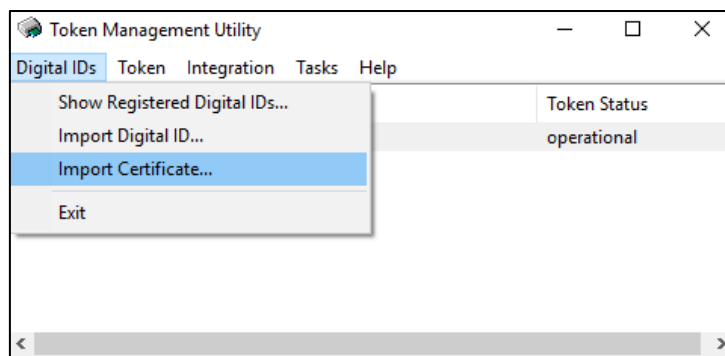 Token Management Utility
Digital IDs Token Integration Tasks Help
Show Registered Digital IDs... Token Status
Import Digital ID... operational
Import Certificate...
Exit